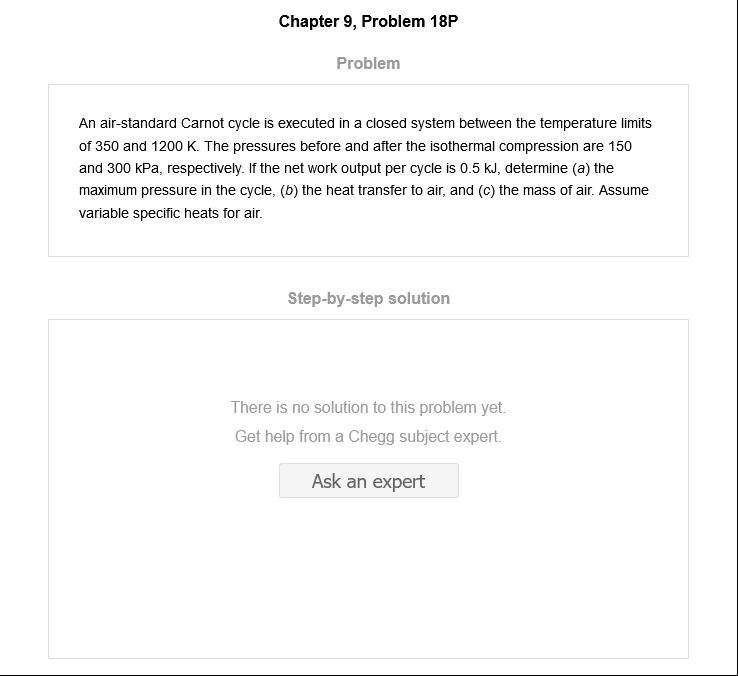 Chapter 9, Problem 18P
Problem
An air-standard Carnot cycle is executed in a closed system between the temperature limits
of 350 and 1200 K. The pressures before and after the isothermal compression are 150
and 300 kPa, respectively. If the net work output per cycle is 0.5 kJ, determine (a) the
maximum pressure in the cycle, (b) the heat transfer to air, and (c) the mass of air. Assume
variable specific heats for air.
Step-by-step solution
There is no solution to this problem yet.
Get help from a Chegg subject expert.
Ask an expert